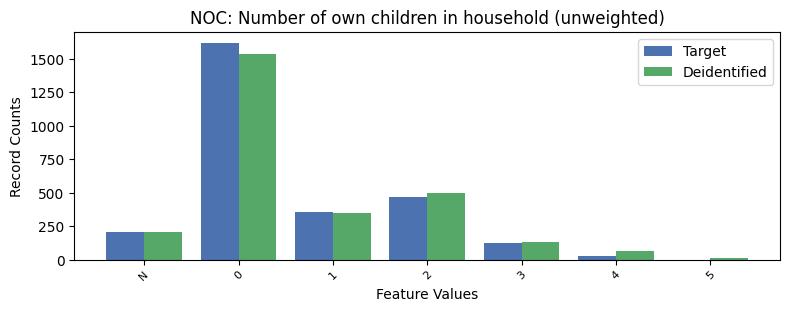 NOC: Number of own children in household (unweighted)
Target
Deidentified
Record Counts
1500
1250
1000
750
500
250
0
N 0 1 2 3 4 5
Feature Values